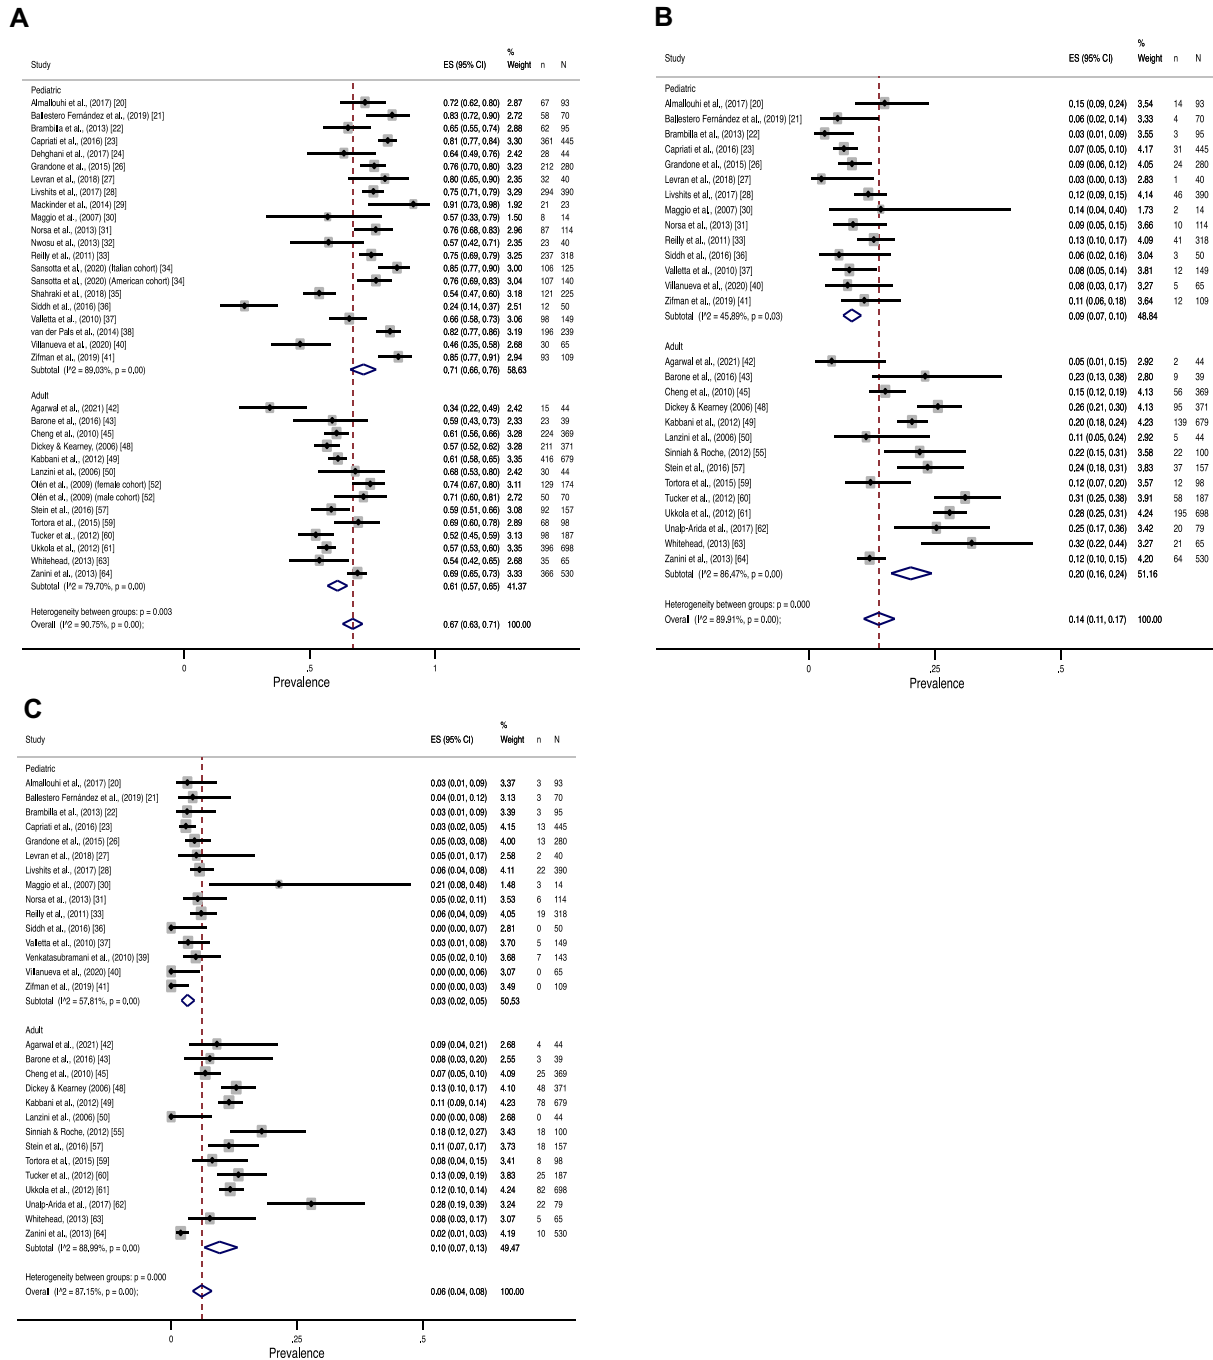 A
%
Study ES (95% CI) Weight n N
Pediatric
Almallouhi et al., (2017) [20] 0.72 (0.62, 0.80) 2.87 67 93
Ballestero Fernández et al., (2019) [21] 0.83 (0.72, 0.90) 2.72 58 70
Brambilla et al., (2013) [22] 0.65 (0.55, 0.74) 2.88 62 95
Capriati et al., (2016) [23] 0.81 (0.77, 0.84) 3.30 361 445
Dehghani et al., (2017) [24] 0.64 (0.49, 0.76) 2.42 28 44
Grandone et al., (2015) [26] 0.76 (0.70, 0.80) 3.23 212 280
Levran et al., (2018) [27] 0.80 (0.65, 0.90) 2.35 32 40
Livshits et al., (2017) [28] 0.75 (0.71, 0.79) 3.29 294 390
Mackinder et al., (2014) [29] 0.91 (0.73, 0.98) 1.92 21 23
Maggio et al., (2007) [30] 0.57 (0.33, 0.79) 1.50 8 14
Norsa et al., (2013) [31] 0.76 (0.68, 0.83) 2.96 87 114
Nwosu et al., (2013) [32] 0.57 (0.42, 0.71) 2.35 23 40
Reilly et al., (2011) [33] 0.75 (0.69, 0.79) 3.25 237 318
Sansotta et al., (2020) (Italian cohort) [34] 0.85 (0.77, 0.90) 3.00 106 125
Sansotta et al., (2020) (American cohort) [34] 0.76 (0.69, 0.83) 3.04 107 140
Shahraki et al., (2018) [35] 0.54 (0.47, 0.60) 3.18 121 225
Siddh et al., (2016) [36] 0.24 (0.14, 0.37) 2.51 12 50
Valletta et al., (2010) [37] 0.66 (0.58, 0.73) 3.06 98 149
van der Pals et al., (2014) [38] 0.82 (0.77, 0.86) 3.19 196 239
Villanueva et al., (2020) [40] 0.46 (0.35, 0.58) 2.68 30 65
Zifman et al., (2019) [41] 0.85 (0.77, 0.91) 2.94 93 109
Subtotal (I^2 = 89.03%, p = 0.00) 0.71 (0.66, 0.76) 58.63
Adult
Agarwal et al., (2021) [42] 0.34 (0.22, 0.49) 2.42 15 44
Barone et al., (2016) [43] 0.59 (0.43, 0.73) 2.33 23 39
Cheng et al., (2010) [45] 0.61 (0.56, 0.66) 3.28 224 369
Dickey & Kearney, (2006) [48] 0.57 (0.52, 0.62) 3.28 211 371
Kabbani et al., (2012) [49] 0.61 (0.58, 0.65) 3.35 416 679
Lanzini et al., (2006) [50] 0.68 (0.53, 0.80) 2.42 30 44
Olén et al., (2009) (female cohort) [52] 0.74 (0.67, 0.80) 3.11 129 174
Olén et al., (2009) (male cohort) [52] 0.71 (0.60, 0.81) 2.72 50 70
Stein et al., (2016) [57] 0.59 (0.51, 0.66) 3.08 92 157
Tortora et al., (2015) [59] 0.69 (0.60, 0.78) 2.89 68 98
Tucker et al., (2012) [60] 0.52 (0.45, 0.59) 3.13 98 187
Ukkola et al., (2012) [61] 0.57 (0.53, 0.60) 3.35 396 698
Whitehead, (2013) [63] 0.54 (0.42, 0.65) 2.68 35 65
Zanini et al., (2013) [64] 0.69 (0.65, 0.73) 3.33 366 530
Subtotal (I^2 = 79.70%, p = 0.00) 0.61 (0.57, 0.65) 41.37
Heterogeneity between groups: p = 0.003
Overall (I^2 = 90.75%, p = 0.00); 0.67 (0.63, 0.71) 100.00
0 .5 1
Prevalence
B
%
Study ES (95% CI) Weight n N
Pediatric
Almallouhi et al., (2017) [20] 0.15 (0.09, 0.24) 3.54 14 93
Ballestero Fernández et al., (2019) [21] 0.06 (0.02, 0.14) 3.33 4 70
Brambilla et al., (2013) [22] 0.03 (0.01, 0.09) 3.55 3 95
Capriati et al., (2016) [23] 0.07 (0.05, 0.10) 4.17 31 445
Grandone et al., (2015) [26] 0.09 (0.06, 0.12) 4.05 24 280
Levran et al., (2018) [27] 0.03 (0.00, 0.13) 2.83 1 40
Livshits et al., (2017) [28] 0.12 (0.09, 0.15) 4.14 46 390
Maggio et al., (2007) [30] 0.14 (0.04, 0.40) 1.73 2 14
Norsa et al., (2013) [31] 0.09 (0.05, 0.15) 3.66 10 114
Reilly et al., (2011) [33] 0.13 (0.10, 0.17) 4.09 41 318
Siddh et al., (2016) [36] 0.06 (0.02, 0.16) 3.04 3 50
Valletta et al., (2010) [37] 0.08 (0.05, 0.14) 3.81 12 149
Villanueva et al., (2020) [40] 0.08 (0.03, 0.17) 3.27 5 65
Zifman et al., (2019) [41] 0.11 (0.06, 0.18) 3.64 12 109
Subtotal (I^2 = 45.89%, p = 0.03) 0.09 (0.07, 0.10) 48.84
Adult
Agarwal et al., (2021) [42] 0.05 (0.01, 0.15) 2.92 2 44
Barone et al., (2016) [43] 0.23 (0.13, 0.38) 2.80 9 39
Cheng et al., (2010) [45] 0.15 (0.12, 0.19) 4.13 56 369
Dickey & Kearney (2006) [48] 0.26 (0.21, 0.30) 4.13 95 371
Kabbani et al., (2012) [49] 0.20 (0.18, 0.24) 4.23 139 679
Lanzini et al., (2006) [50] 0.11 (0.05, 0.24) 2.92 5 44
Sinniah & Roche, (2012) [55] 0.22 (0.15, 0.31) 3.58 22 100
Stein et al., (2016) [57] 0.24 (0.18, 0.31) 3.83 37 157
Tortora et al., (2015) [59] 0.12 (0.07, 0.20) 3.57 12 98
Tucker et al., (2012) [60] 0.31 (0.25, 0.38) 3.91 58 187
Ukkola et al., (2012) [61] 0.28 (0.25, 0.31) 4.24 195 698
Unalp-Arida et al., (2017) [62] 0.25 (0.17, 0.36) 3.42 20 79
Whitehead, (2013) [63] 0.32 (0.22, 0.44) 3.27 21 65
Zanini et al., (2013) [64] 0.12 (0.10, 0.15) 4.20 64 530
Subtotal (I^2 = 86.47%, p = 0.00) 0.20 (0.16, 0.24) 51.16
Heterogeneity between groups: p = 0.000
Overall (I^2 = 89.91%, p = 0.00); 0.14 (0.11, 0.17) 100.00
0 .25 .5
Prevalence
C
%
Study ES (95% CI) Weight n N
Pediatric
Almallouhi et al., (2017) [20] 0.03 (0.01, 0.09) 3.37 3 93
Ballestero Fernández et al., (2019) [21] 0.04 (0.01, 0.12) 3.13 3 70
Brambilla et al., (2013) [22] 0.03 (0.01, 0.09) 3.39 3 95
Capriati et al., (2016) [23] 0.03 (0.02, 0.05) 4.15 13 445
Grandone et al., (2015) [26] 0.05 (0.03, 0.08) 4.00 13 280
Levran et al., (2018) [27] 0.05 (0.01, 0.17) 2.58 2 40
Livshits et al., (2017) [28] 0.06 (0.04, 0.08) 4.11 22 390
Maggio et al., (2007) [30] 0.21 (0.08, 0.48) 1.48 3 14
Norsa et al., (2013) [31] 0.05 (0.02, 0.11) 3.53 6 114
Reilly et al., (2011) [33] 0.06 (0.04, 0.09) 4.05 19 318
Siddh et al., (2016) [36] 0.00 (0.00, 0.07) 2.81 0 50
Valletta et al., (2010) [37] 0.03 (0.01, 0.08) 3.70 5 149
Venkatasubramani et al., (2010) [39] 0.05 (0.02, 0.10) 3.68 7 143
Villanueva et al., (2020) [40] 0.00 (0.00, 0.06) 3.07 0 65
Zifman et al., (2019) [41] 0.00 (0.00, 0.03) 3.49 0 109
Subtotal (I^2 = 57.81%, p = 0.00) 0.03 (0.02, 0.05) 50.53
Adult
Agarwal et al., (2021) [42] 0.09 (0.04, 0.21) 2.68 4 44
Barone et al., (2016) [43] 0.08 (0.03, 0.20) 2.55 3 39
Cheng et al., (2010) [45] 0.07 (0.05, 0.10) 4.09 25 369
Dickey & Kearney (2006) [48] 0.13 (0.10, 0.17) 4.10 48 371
Kabbani et al., (2012) [49] 0.11 (0.09, 0.14) 4.23 78 679
Lanzini et al., (2006) [50] 0.00 (0.00, 0.08) 2.68 0 44
Sinniah & Roche, (2012) [55] 0.18 (0.12, 0.27) 3.43 18 100
Stein et al., (2016) [57] 0.11 (0.07, 0.17) 3.73 18 157
Tortora et al., (2015) [59] 0.08 (0.04, 0.15) 3.41 8 98
Tucker et al., (2012) [60] 0.13 (0.09, 0.19) 3.83 25 187
Ukkola et al., (2012) [61] 0.12 (0.10, 0.14) 4.24 82 698
Unalp-Arida et al., (2017) [62] 0.28 (0.19, 0.39) 3.24 22 79
Whitehead, (2013) [63] 0.08 (0.03, 0.17) 3.07 5 65
Zanini et al., (2013) [64] 0.02 (0.01, 0.03) 4.19 10 530
Subtotal (I^2 = 88.99%, p = 0.00) 0.10 (0.07, 0.13) 49.47
Heterogeneity between groups: p = 0.000
Overall (I^2 = 87.15%, p = 0.00); 0.06 (0.04, 0.08) 100.00
0 .25 .5
Prevalence